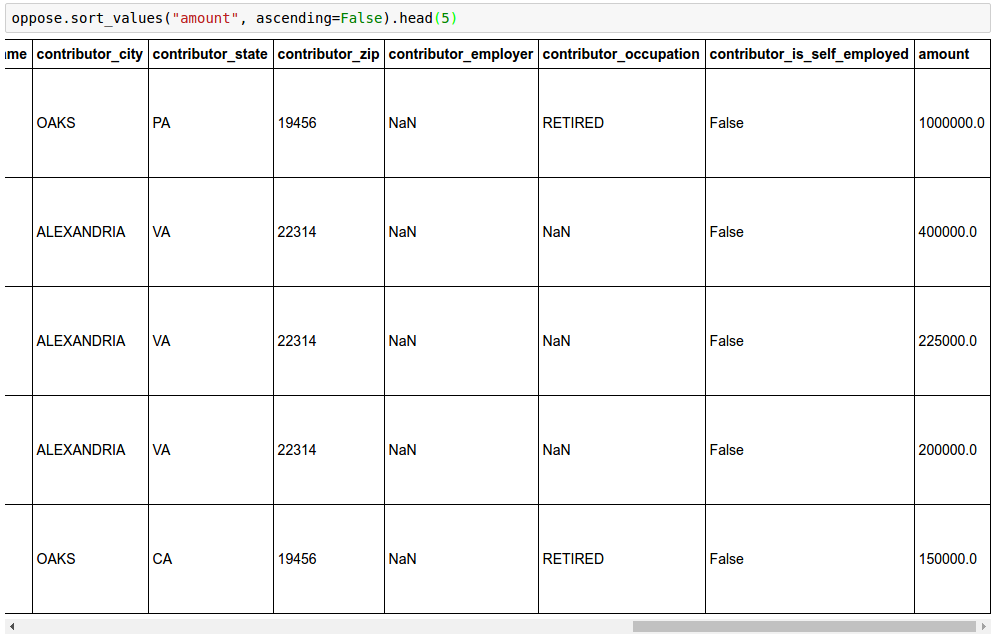 oppose.sort_values("amount", ascending=False).head(5)
me contributor_city contributor_state contributor_zip contributor_employer contributor_occupation contributor_is_self_employed amount
OAKS PA 19456 NaN RETIRED False 1000000.0
ALEXANDRIA VA 22314 NaN NaN False 400000.0
ALEXANDRIA VA 22314 NaN NaN False 225000.0
ALEXANDRIA VA 22314 NaN NaN False 200000.0
OAKS CA 19456 NaN RETIRED False 150000.0